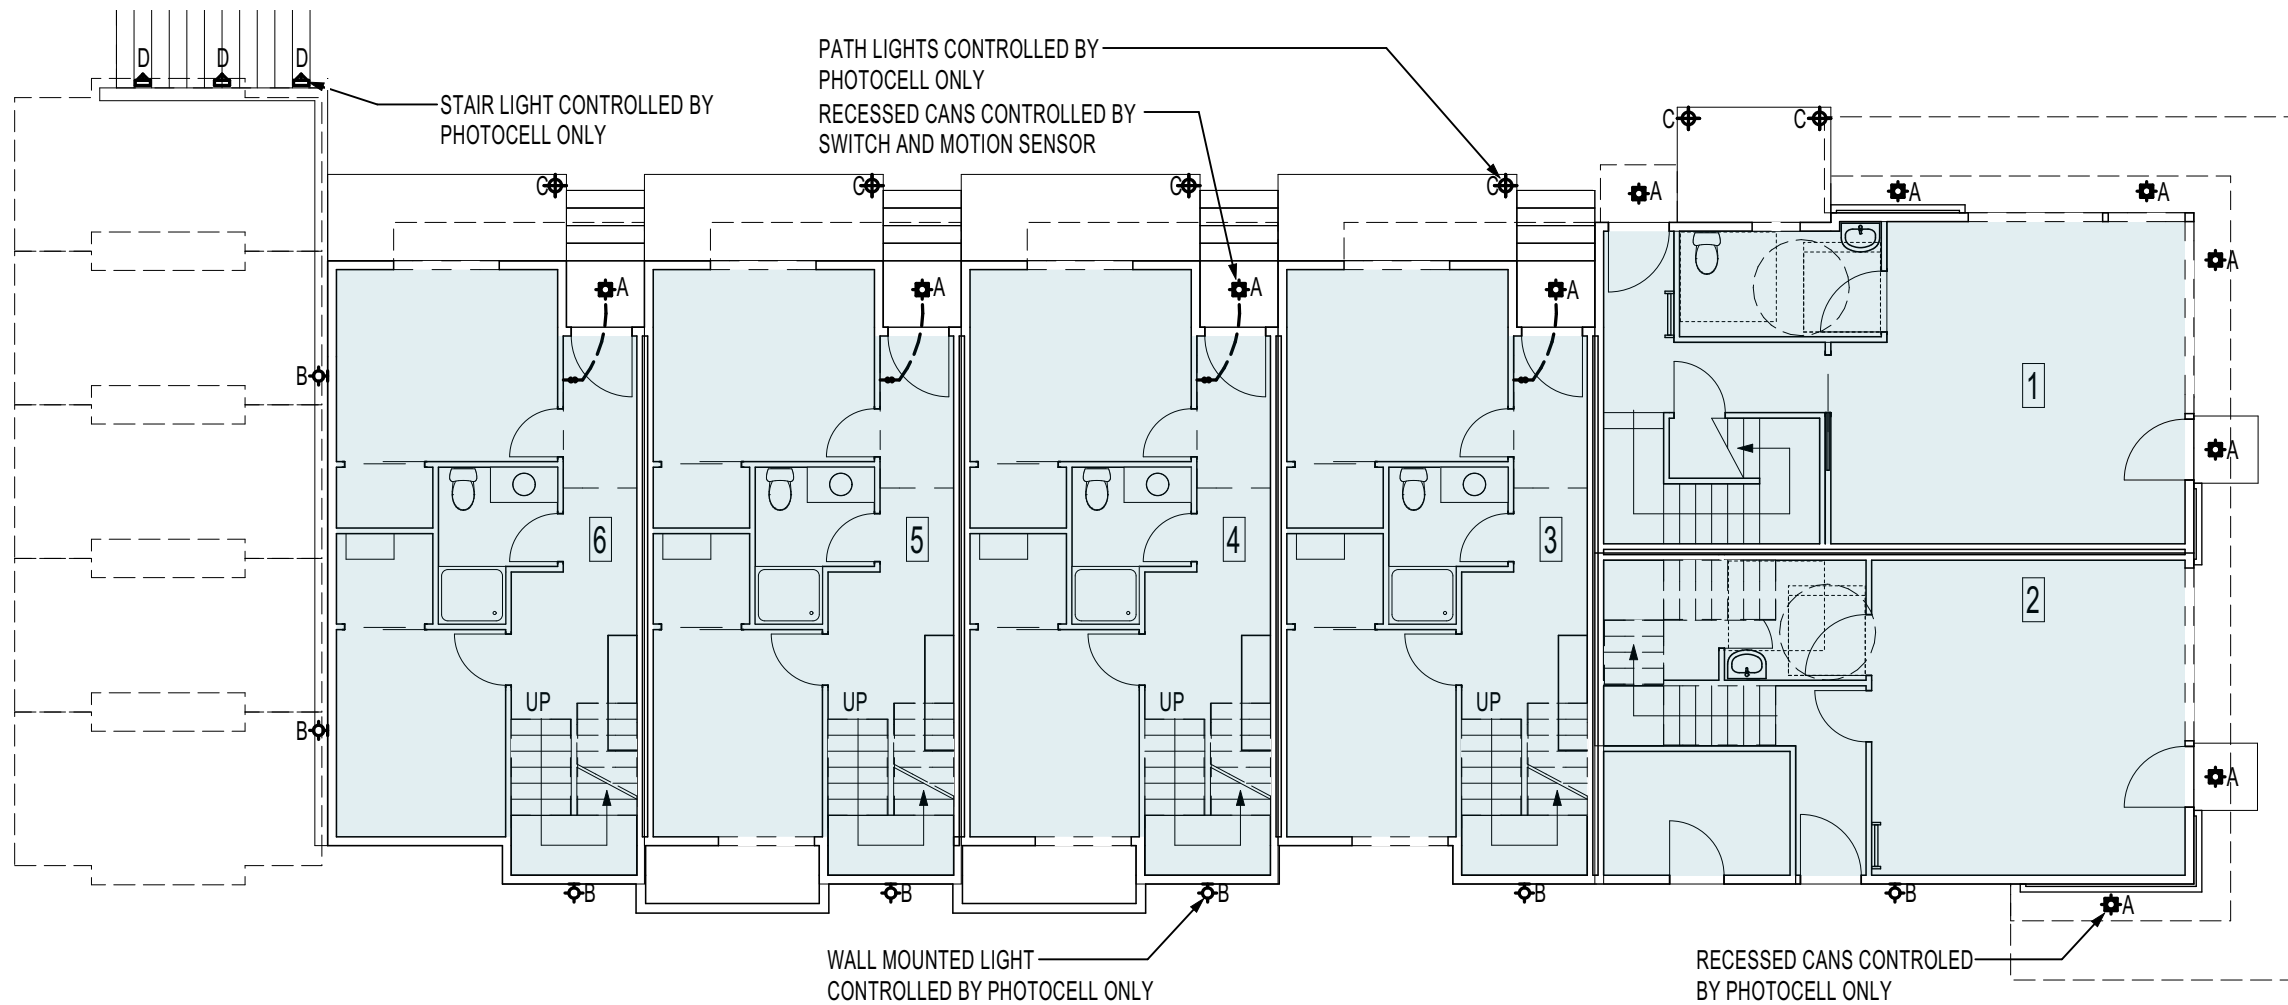 D D D
PATH LIGHTS CONTROLLED BY
PHOTOCELL ONLY
STAIR LIGHT CONTROLLED BY
PHOTOCELL ONLY
RECESSED CANS CONTROLLED BY
SWITCH AND MOTION SENSOR
C C
C C C C
A A A
A
A A A A
B
1
A
6 5 4 3
2
UP UP UP UP
B
A
B B B B B
A
WALL MOUNTED LIGHT
CONTROLLED BY PHOTOCELL ONLY
RECESSED CANS CONTROLED
BY PHOTOCELL ONLY